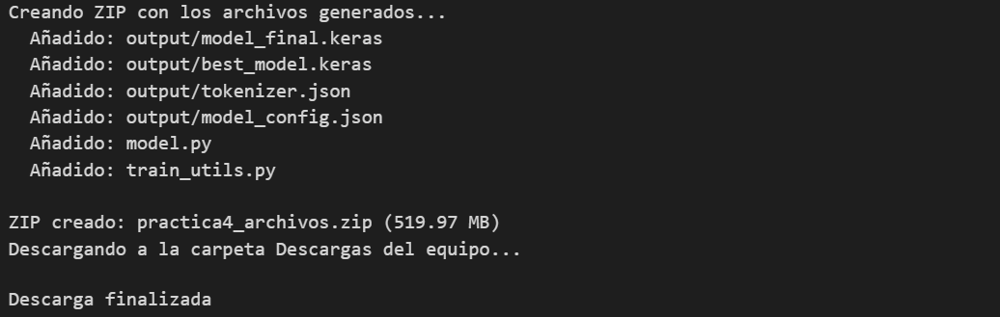 Creando ZIP con los archivos generados...
Añadido: output/model_final.keras
Añadido: output/best_model.keras
Añadido: output/tokenizer.json
Añadido: output/model_config.json
Añadido: model.py
Añadido: train_utils.py
ZIP creado: practica4_archivos.zip (519.97 MB)
Descargando a la carpeta Descargas del equipo...
Descarga finalizada